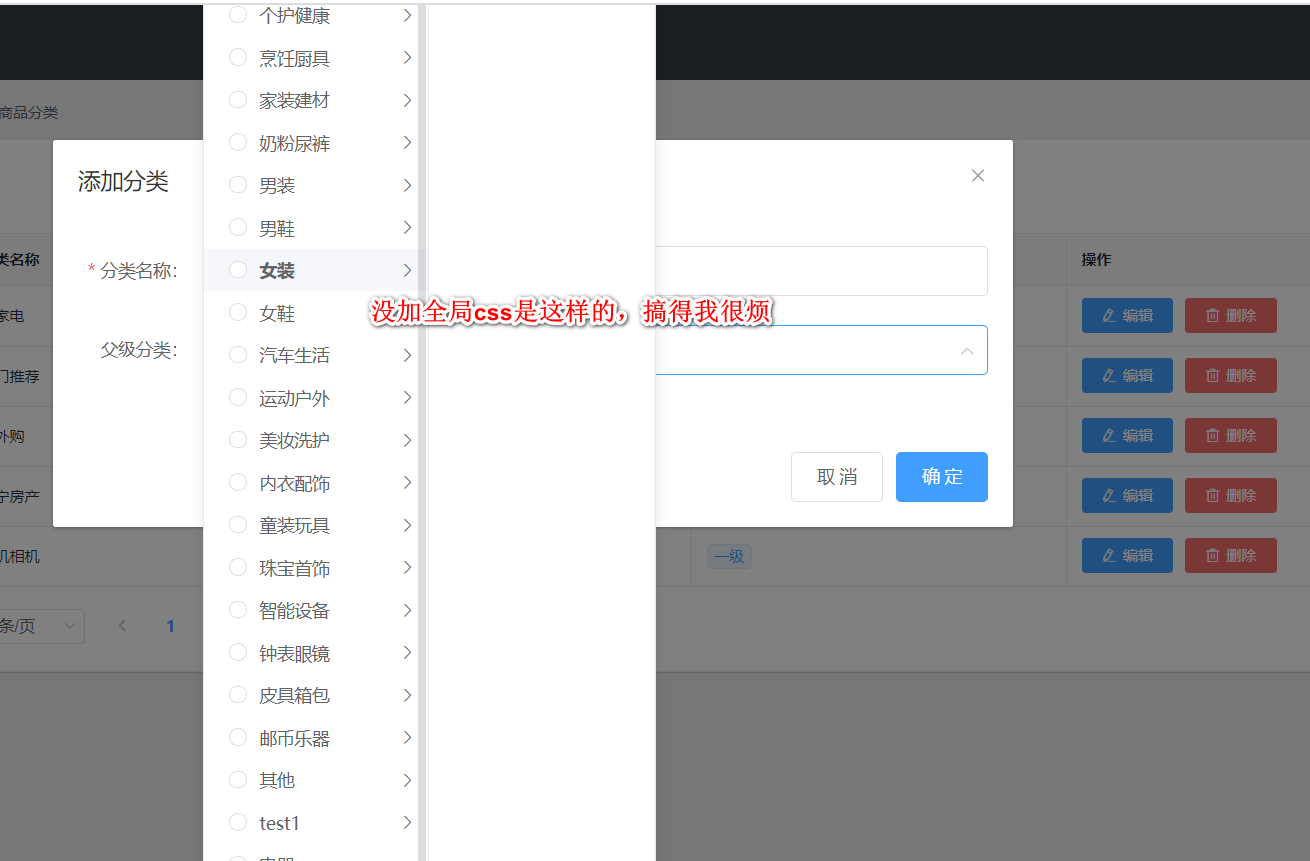 个护健康
烹饪厨具
家装建材
商品分类
奶粉尿裤
添加分类
男装
男鞋
类名称
操作
* 分类名称:
女装
没加全局css是这样的，搞得我很烦
女鞋
家电
编辑
删除
父级分类:
汽车生活
门推荐
编辑
删除
运动户外
外购
编辑
删除
美妆洗护
内衣配饰
取消
确定
宁房产
编辑
删除
童装玩具
机相机
一级
编辑
删除
珠宝首饰
智能设备
条/页
1
钟表眼镜
皮具箱包
邮币乐器
其他
test1